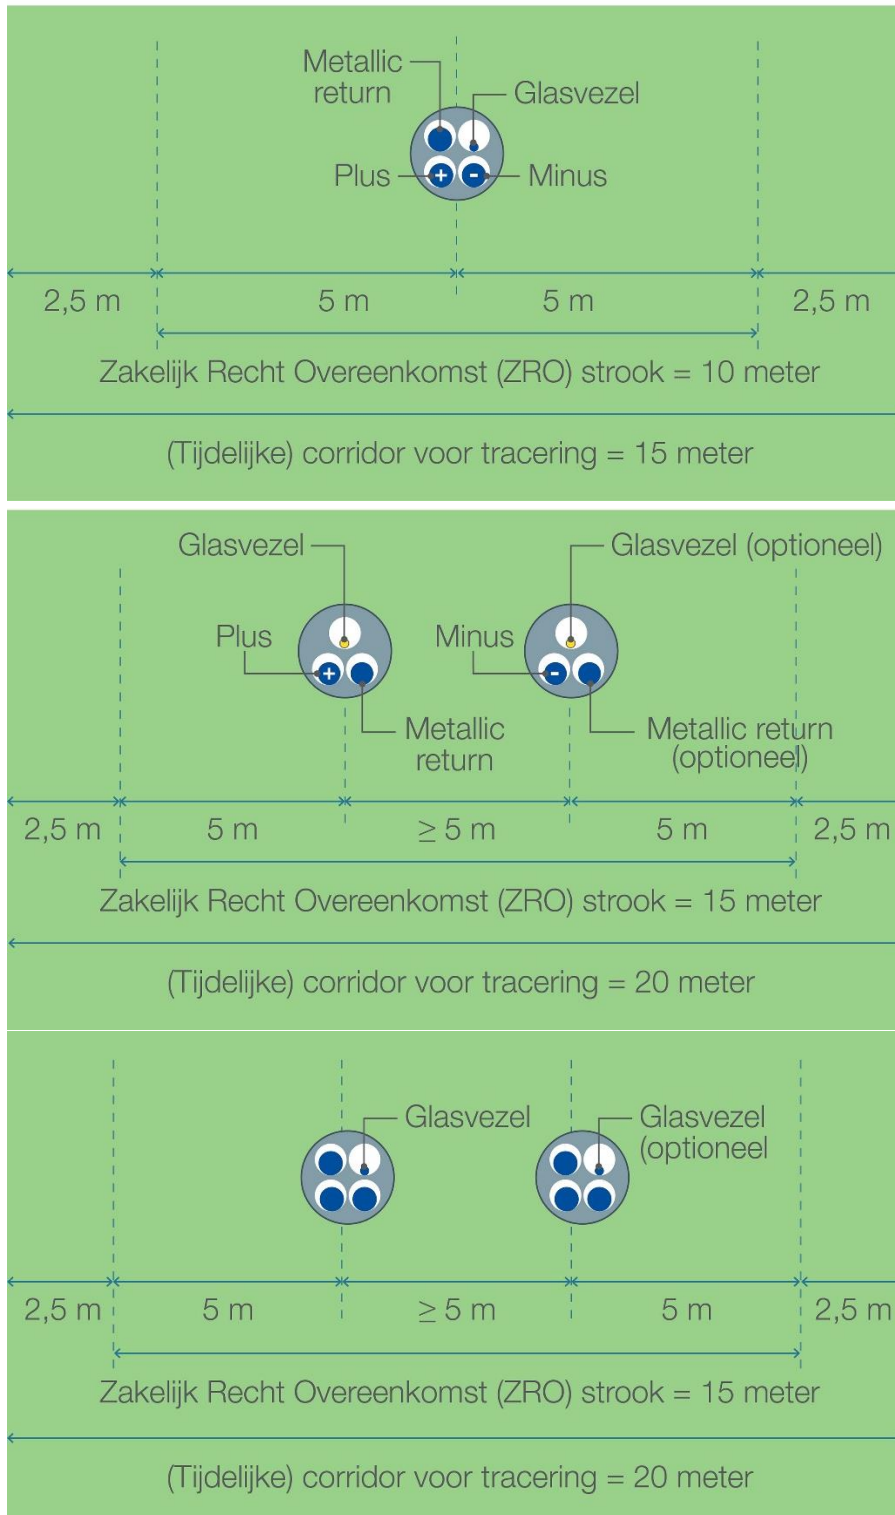 Metallic
return
Glasvezel
Plus
+
-
Minus
2,5 m
5 m
5 m
2,5 m
Zakelijk Recht Overeenkomst (ZRO) strook = 10 meter
(Tijdelijke) corridor voor tracering = 15 meter
Glasvezel
Glasvezel (optioneel)
Plus
Minus
+
-
Metallic
return
Metallic return
(optioneel)
2,5 m
5 m
≥ 5 m
5 m
2,5 m
Zakelijk Recht Overeenkomst (ZRO) strook = 15 meter
(Tijdelijke) corridor voor tracering = 20 meter
Glasvezel
Glasvezel
(optioneel
2,5 m
5 m
≥ 5 m
5 m
2,5 m
Zakelijk Recht Overeenkomst (ZRO) strook = 15 meter
(Tijdelijke) corridor voor tracering = 20 meter